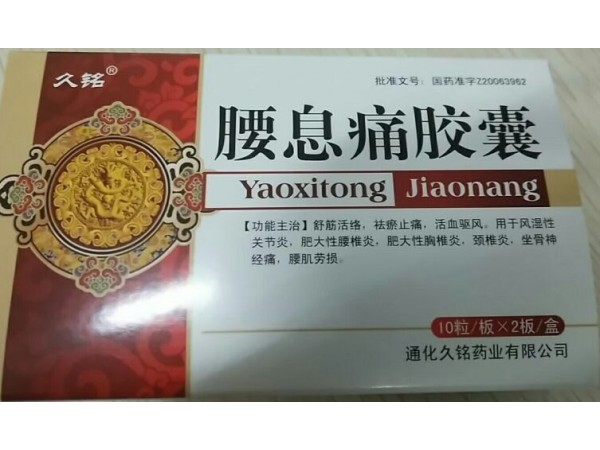 久铭®
批准文号：国药准字Z20063962
腰息痛胶囊
Yaoxitong Jiaonang
【功能主治】舒筋活络，祛瘀止痛，活血驱风。用于风湿性
关节炎，肥大性腰椎炎，肥大性胸椎炎，颈椎炎，坐骨神
经痛，腰肌劳损。
10粒/板×2板/盒
通化久铭药业有限公司